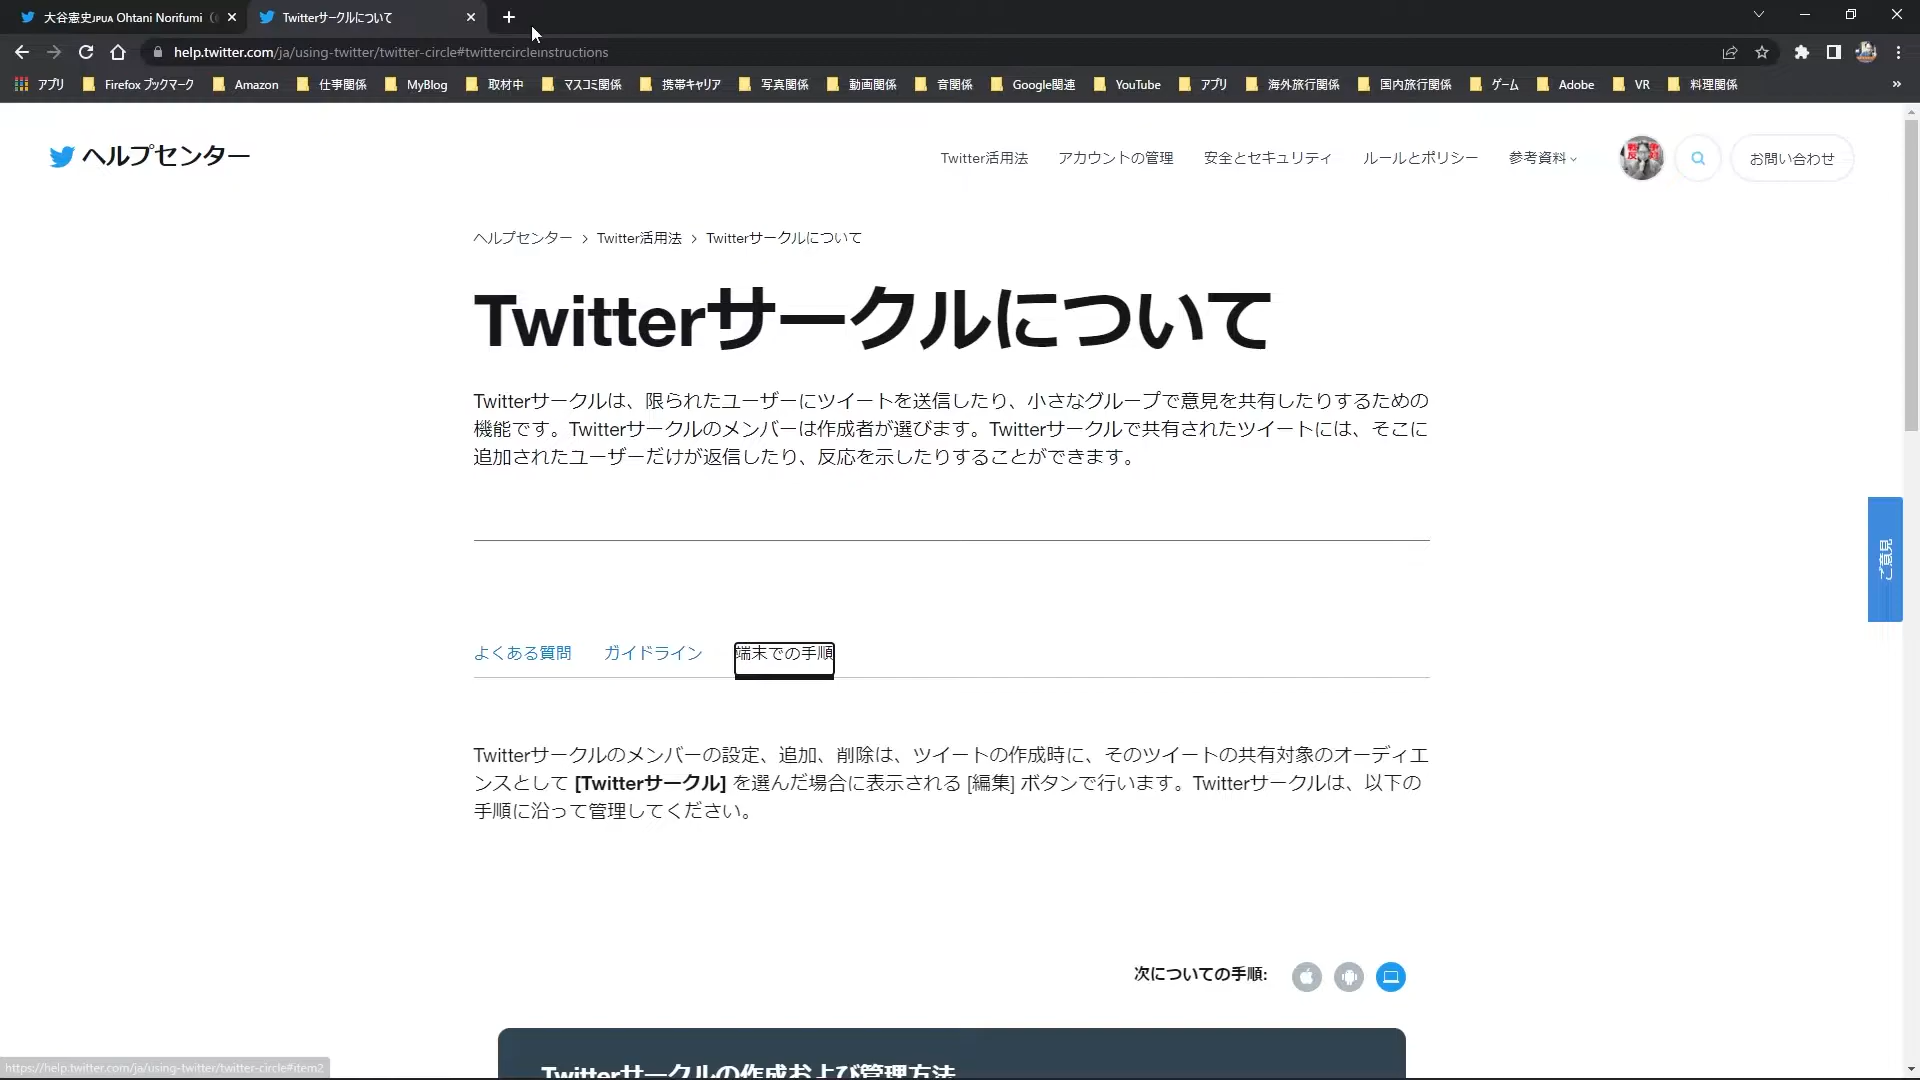 大谷憲史JPUA Ohtani Norifumi
Twitterサークルについて
help.twitter.com/ja/using-twitter/twitter-circle#twittercircleinstructions
アプリ Firefox ブックマーク Amazon 仕事関係 MyBlog 取材中 マスコミ関係 携帯キャリア 写真関係 動画関係 音関係 Google関連 YouTube アプリ 海外旅行関係 国内旅行関係 ゲーム Adobe VR 料理関係 »
ヘルプセンター
Twitter活用法 アカウントの管理 安全とセキュリティ ルールとポリシー 参考資料 お問い合わせ
ヘルプセンター > Twitter活用法 > Twitterサークルについて
Twitterサークルについて
Twitterサークルは、限られたユーザーにツイートを送信したり、小さなグループで意見を共有したりするための
機能です。Twitterサークルのメンバーは作成者が選びます。Twitterサークルで共有されたツイートには、そこに
追加されたユーザーだけが返信したり、反応を示したりすることができます。
ご意見
よくある質問 ガイドライン 端末での手順
Twitterサークルのメンバーの設定、追加、削除は、ツイートの作成時に、そのツイートの共有対象のオーディエ
ンスとして [Twitterサークル] を選んだ場合に表示される [編集] ボタンで行います。Twitterサークルは、以下の
手順に沿って管理してください。
次についての手順:
Twitterサークルの作成および管理方法
https://help.twitter.com/ja/using-twitter/twitter-circle#item2